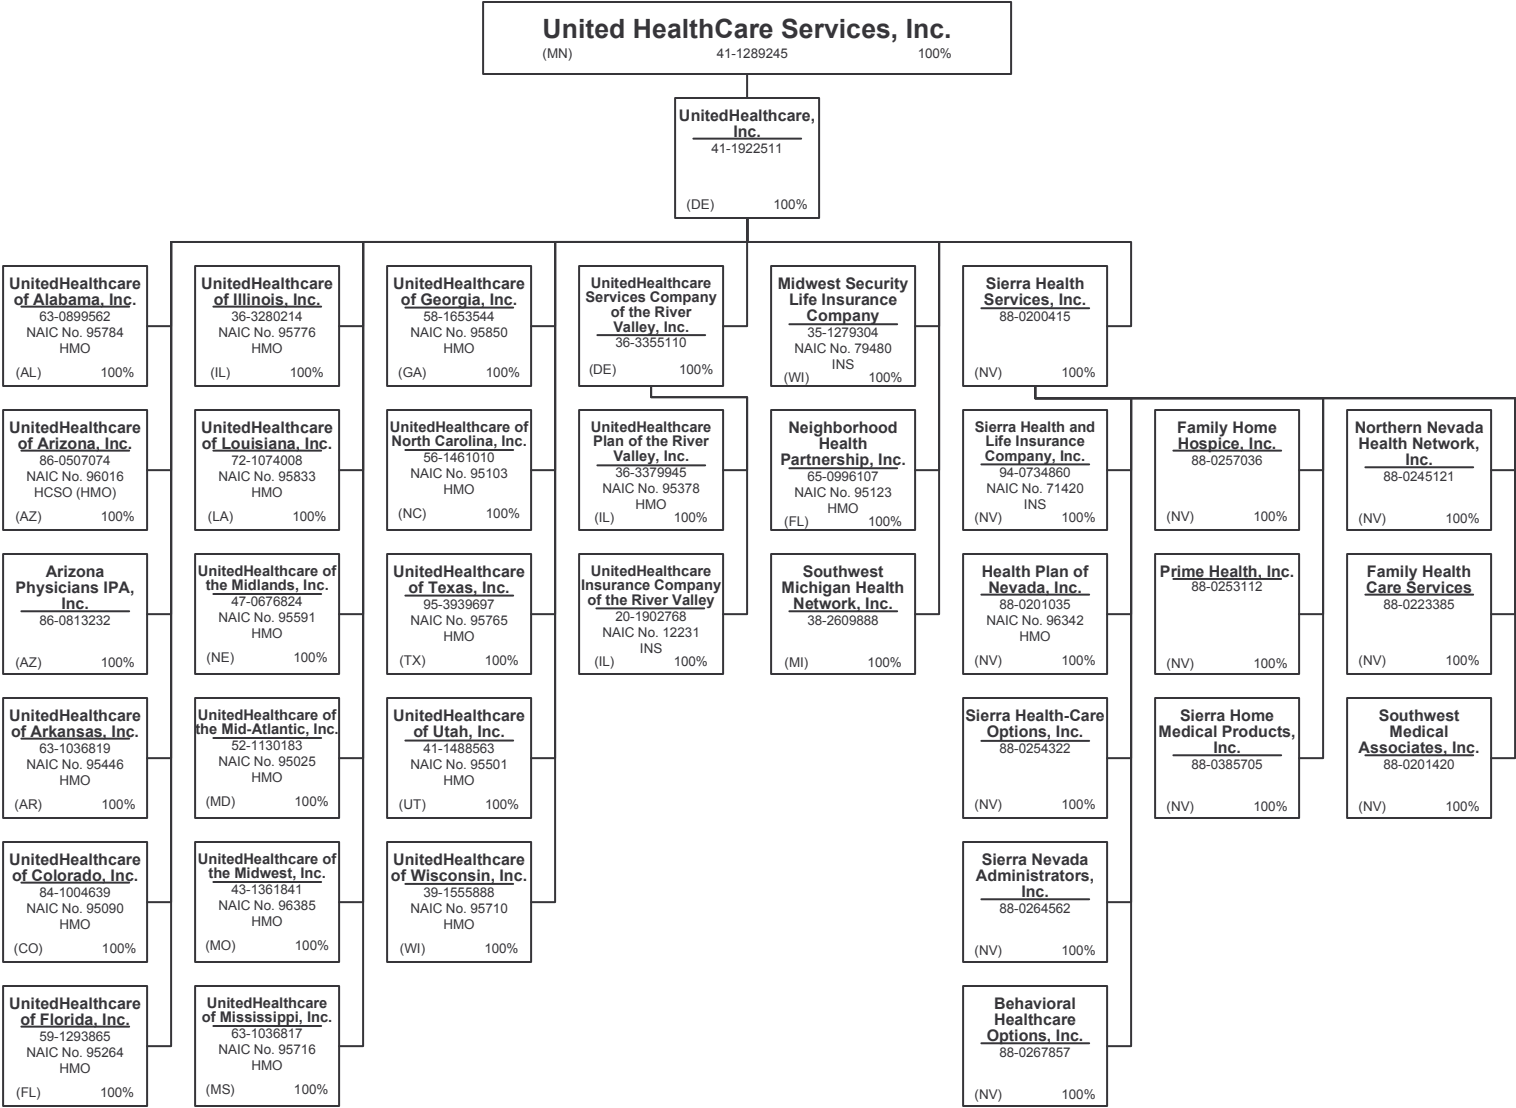 United HealthCare Services, Inc.
(MN) 41-1289245 100%
UnitedHealthcare,
Inc.
41-1922511
(DE) 100%
UnitedHealthcare
of Alabama, Inc.
63-0899562
NAIC No. 95784
HMO
(AL) 100%
UnitedHealthcare
of Arizona, Inc.
86-0507074
NAIC No. 96016
HCSO (HMO)
(AZ) 100%
Arizona
Physicians IPA,
Inc.
86-0813232
(AZ) 100%
UnitedHealthcare
of Arkansas, Inc.
63-1036819
NAIC No. 95446
HMO
(AR) 100%
UnitedHealthcare
of Colorado, Inc.
84-1004639
NAIC No. 95090
HMO
(CO) 100%
UnitedHealthcare
of Florida, Inc.
59-1293865
NAIC No. 95264
HMO
(FL) 100%
UnitedHealthcare
of Illinois, Inc.
36-3280214
NAIC No. 95776
HMO
(IL) 100%
UnitedHealthcare
of Louisiana, Inc.
72-1074008
NAIC No. 95833
HMO
(LA) 100%
UnitedHealthcare of
the Midlands, Inc.
47-0676824
NAIC No. 95591
HMO
(NE) 100%
UnitedHealthcare of
the Mid-Atlantic, Inc.
52-1130183
NAIC No. 95025
HMO
(MD) 100%
UnitedHealthcare of
the Midwest, Inc.
43-1361841
NAIC No. 96385
HMO
(MO) 100%
UnitedHealthcare
of Mississippi, Inc.
63-1036817
NAIC No. 95716
HMO
(MS) 100%
UnitedHealthcare
of Georgia, Inc.
58-1653544
NAIC No. 95850
HMO
(GA) 100%
UnitedHealthcare of
North Carolina, Inc.
56-1461010
NAIC No. 95103
HMO
(NC) 100%
UnitedHealthcare
of Texas, Inc.
95-3939697
NAIC No. 95765
HMO
(TX) 100%
UnitedHealthcare
of Utah, Inc.
41-1488563
NAIC No. 95501
HMO
(UT) 100%
UnitedHealthcare
of Wisconsin, Inc.
39-1555888
NAIC No. 95710
HMO
(WI) 100%
UnitedHealthcare
Services Company
of the River
Valley, Inc.
36-3355110
(DE) 100%
UnitedHealthcare
Plan of the River
Valley, Inc.
36-3379945
NAIC No. 95378
HMO
(IL) 100%
UnitedHealthcare
Insurance Company
of the River Valley
20-1902768
NAIC No. 12231
INS
(IL) 100%
Midwest Security
Life Insurance
Company
35-1279304
NAIC No. 79480
INS
(WI) 100%
Neighborhood
Health
Partnership, Inc.
65-0996107
NAIC No. 95123
HMO
(FL) 100%
Southwest
Michigan Health
Network, Inc.
38-2609888
(MI) 100%
Sierra Health
Services, Inc.
88-0200415
(NV) 100%
Sierra Health and
Life Insurance
Company, Inc.
94-0734860
NAIC No. 71420
INS
(NV) 100%
Health Plan of
Nevada, Inc.
88-0201035
NAIC No. 96342
HMO
(NV) 100%
Sierra Health-Care
Options, Inc.
88-0254322
(NV) 100%
Sierra Nevada
Administrators,
Inc.
88-0264562
(NV) 100%
Behavioral
Healthcare
Options, Inc.
88-0267857
(NV) 100%
Family Home
Hospice, Inc.
88-0257036
(NV) 100%
Prime Health, Inc.
88-0253112
(NV) 100%
Sierra Home
Medical Products,
Inc.
88-0385705
(NV) 100%
Northern Nevada
Health Network,
Inc.
88-0245121
(NV) 100%
Family Health
Care Services
88-0223385
(NV) 100%
Southwest
Medical
Associates, Inc.
88-0201420
(NV) 100%